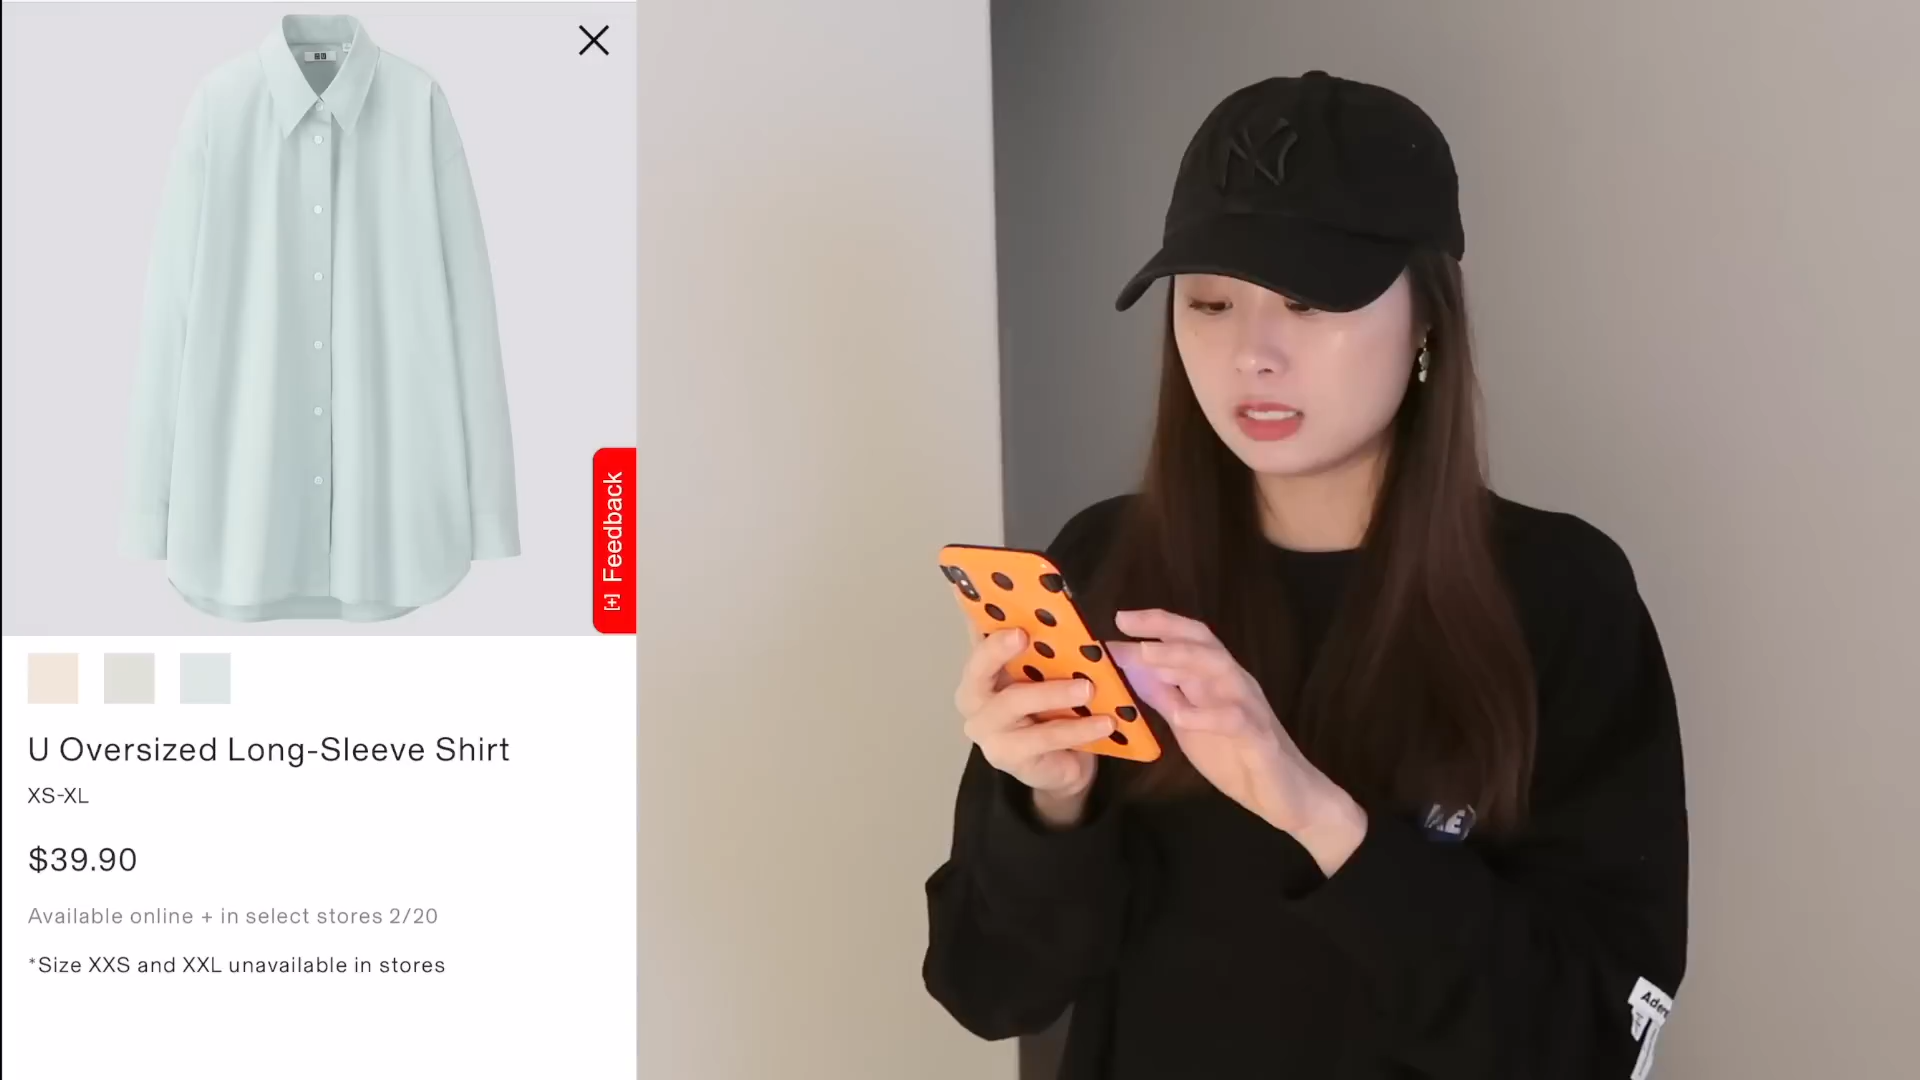 [+] Feedback
U Oversized Long-Sleeve Shirt
XS-XL
$39.90
Available online + in select stores 2/20
*Size XXS and XXL unavailable in stores
NY